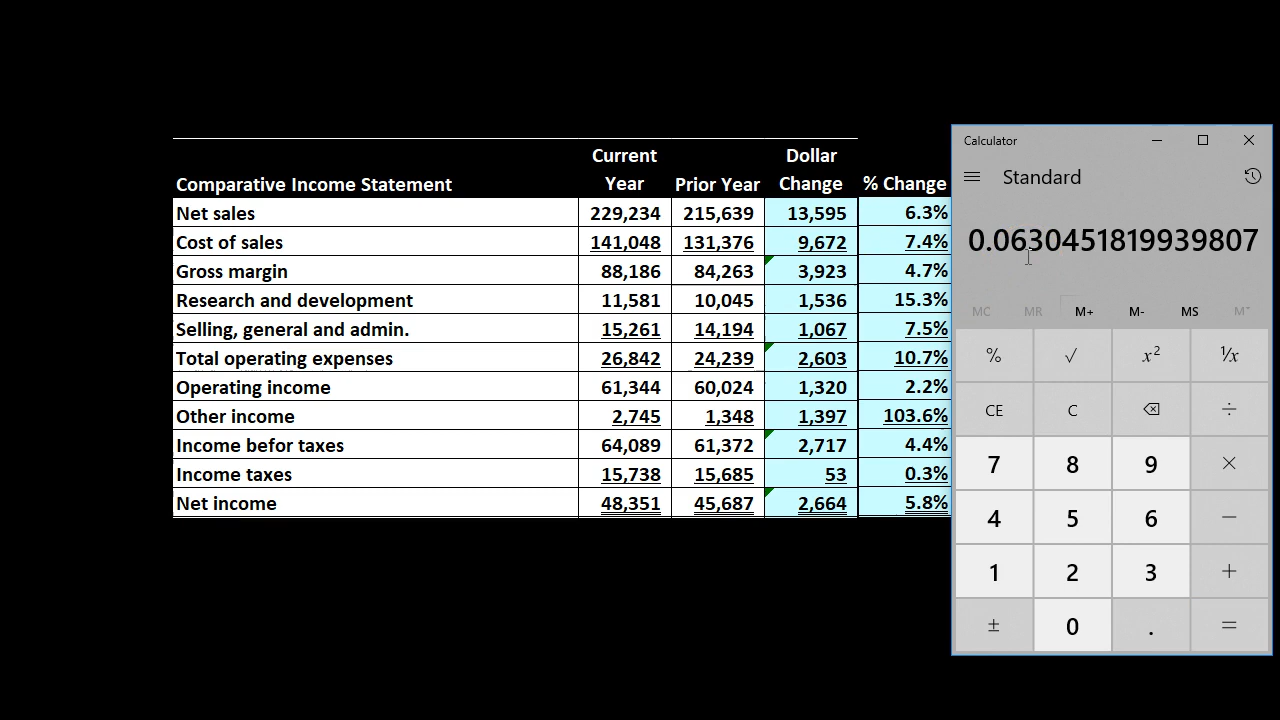 Current Dollar
Comparative Income Statement Year Prior Year Change % Change
Net sales 229,234 215,639 13,595 6.3%
Cost of sales 141,048 131,376 9,672 7.4%
Gross margin 88,186 84,263 3,923 4.7%
Research and development 11,581 10,045 1,536 15.3%
Selling, general and admin. 15,261 14,194 1,067 7.5%
Total operating expenses 26,842 24,239 2,603 10.7%
Operating income 61,344 60,024 1,320 2.2%
Other income 2,745 1,348 1,397 103.6%
Income befor taxes 64,089 61,372 2,717 4.4%
Income taxes 15,738 15,685 53 0.3%
Net income 48,351 45,687 2,664 5.8%
Calculator
Standard
0.0630451819939807
MC MR M+ M- MS M˅
% √ x² ¹/x
CE C ⌫ ÷
7 8 9 ×
4 5 6 −
1 2 3 +
± 0 . =